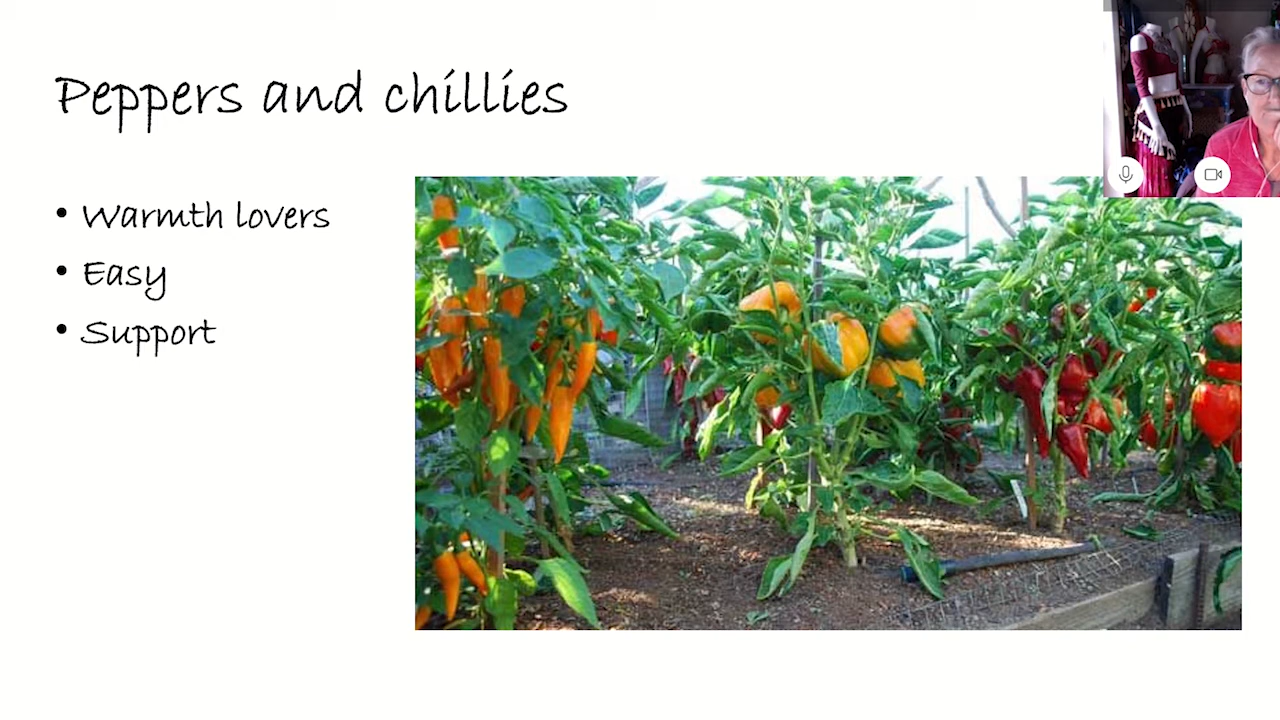 Peppers and chillies
• Warmth lovers
• Easy
• Support